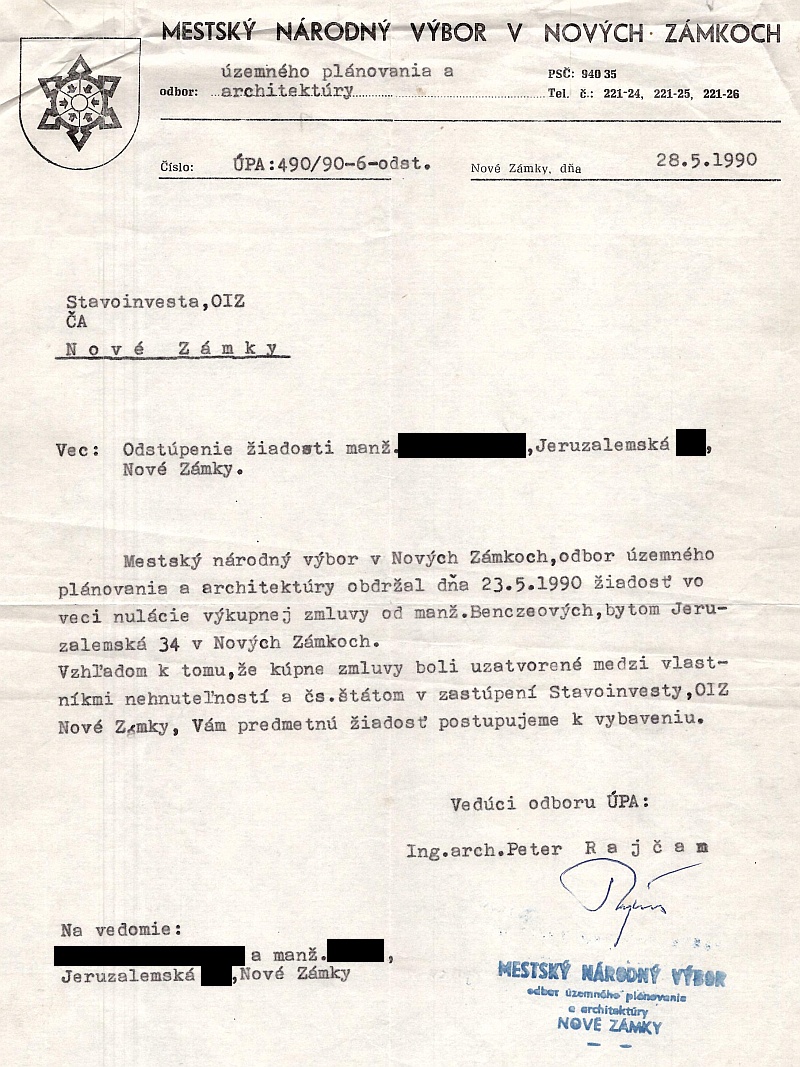 MESTSKÝ NÁRODNÝ VÝBOR V NOVÝCH ZÁMKOCH
územného plánovania a
odbor: architektúry
PSČ: 940 35
Tel. č.: 221-24, 221-25, 221-26
Číslo: ÚPA:490/90-6-odst.
Nové Zámky, dňa 28.5.1990
Stavoinvesta,OIZ
ČA
Nové Zámky
Vec: Odstúpenie žiadosti manž. ,Jeruzalemská ,
Nové Zámky.
Mestský národný výbor v Nových Zámkoch,odbor územného
plánovania a architektúry obdržal dňa 23.5.1990 žiadosť vo
veci nulácie výkupnej zmluvy od manž.Benczeových,bytom Jeru-
zalemská 34 v Nových Zámkoch.
Vzhľadom k tomu,že kúpne zmluvy boli uzatvorené medzi vlast-
níkmi nehnuteľností a čs.štátom v zastúpení Stavoinvesty,OIZ
Nové Zámky, Vám predmetnú žiadosť postupujeme k vybaveniu.
Vedúci odboru ÚPA:
Ing.arch.Peter Rajčam
Na vedomie:
a manž. ,
Jeruzalemská ,Nové Zámky
MESTSKÝ NÁRODNÝ VÝBOR
odbor územného plánovania
a architektúry
NOVÉ ZÁMKY